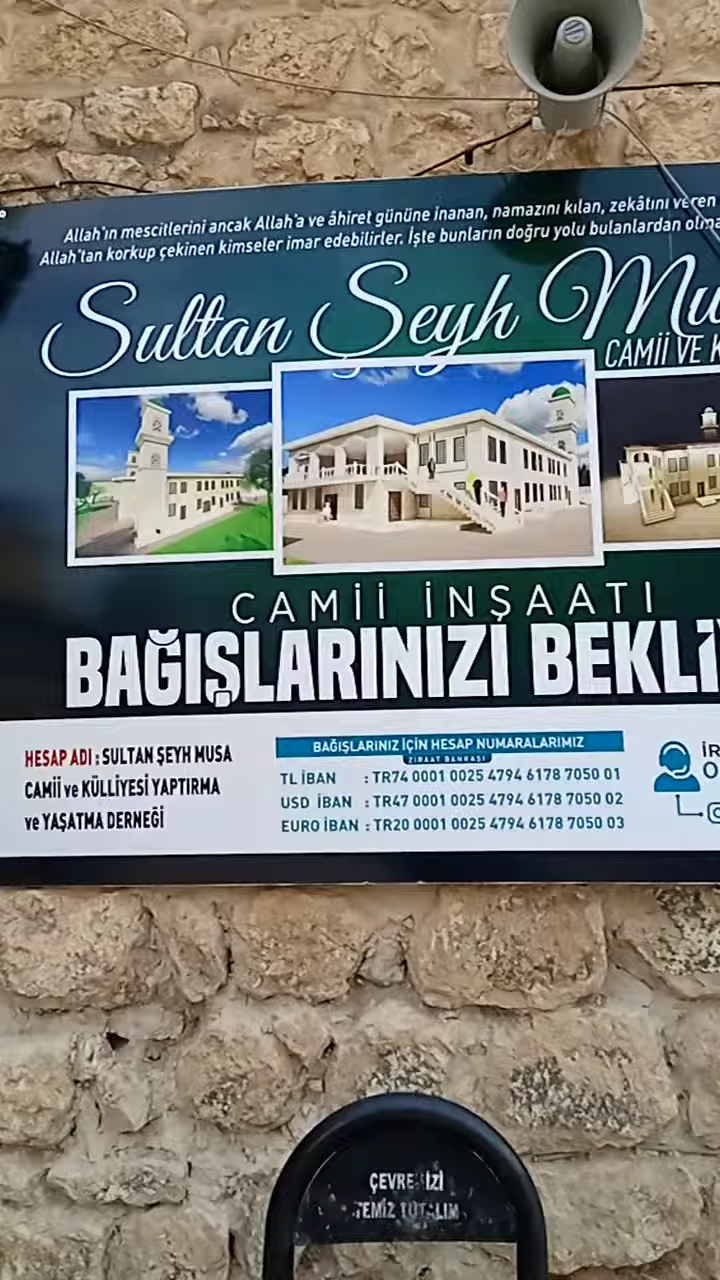 Allah'ın mescitlerini ancak Allah'a ve âhiret gününe inanan, namazını kılan, zekâtını veren
Allah'tan korkup çekinen kimseler imar edebilirler. İşte bunların doğru yolu bulanlardan olma
Sultan Şeyh Mu
CAMİİ VE K
CAMİİ İNŞAATI
BAĞIŞLARINIZI BEKLİ
HESAP ADI : SULTAN ŞEYH MUSA
CAMİİ ve KÜLLİYESİ YAPTIRMA
ve YAŞATMA DERNEĞİ
BAĞIŞLARINIZ İÇİN HESAP NUMARALARIMIZ
ZIRAAT BANKASI
TL İBAN : TR74 0001 0025 4794 6178 7050 01
USD İBAN : TR47 0001 0025 4794 6178 7050 02
EURO İBAN : TR20 0001 0025 4794 6178 7050 03
İR
O
ÇEVREMİZİ
TEMİZ TUTALIM